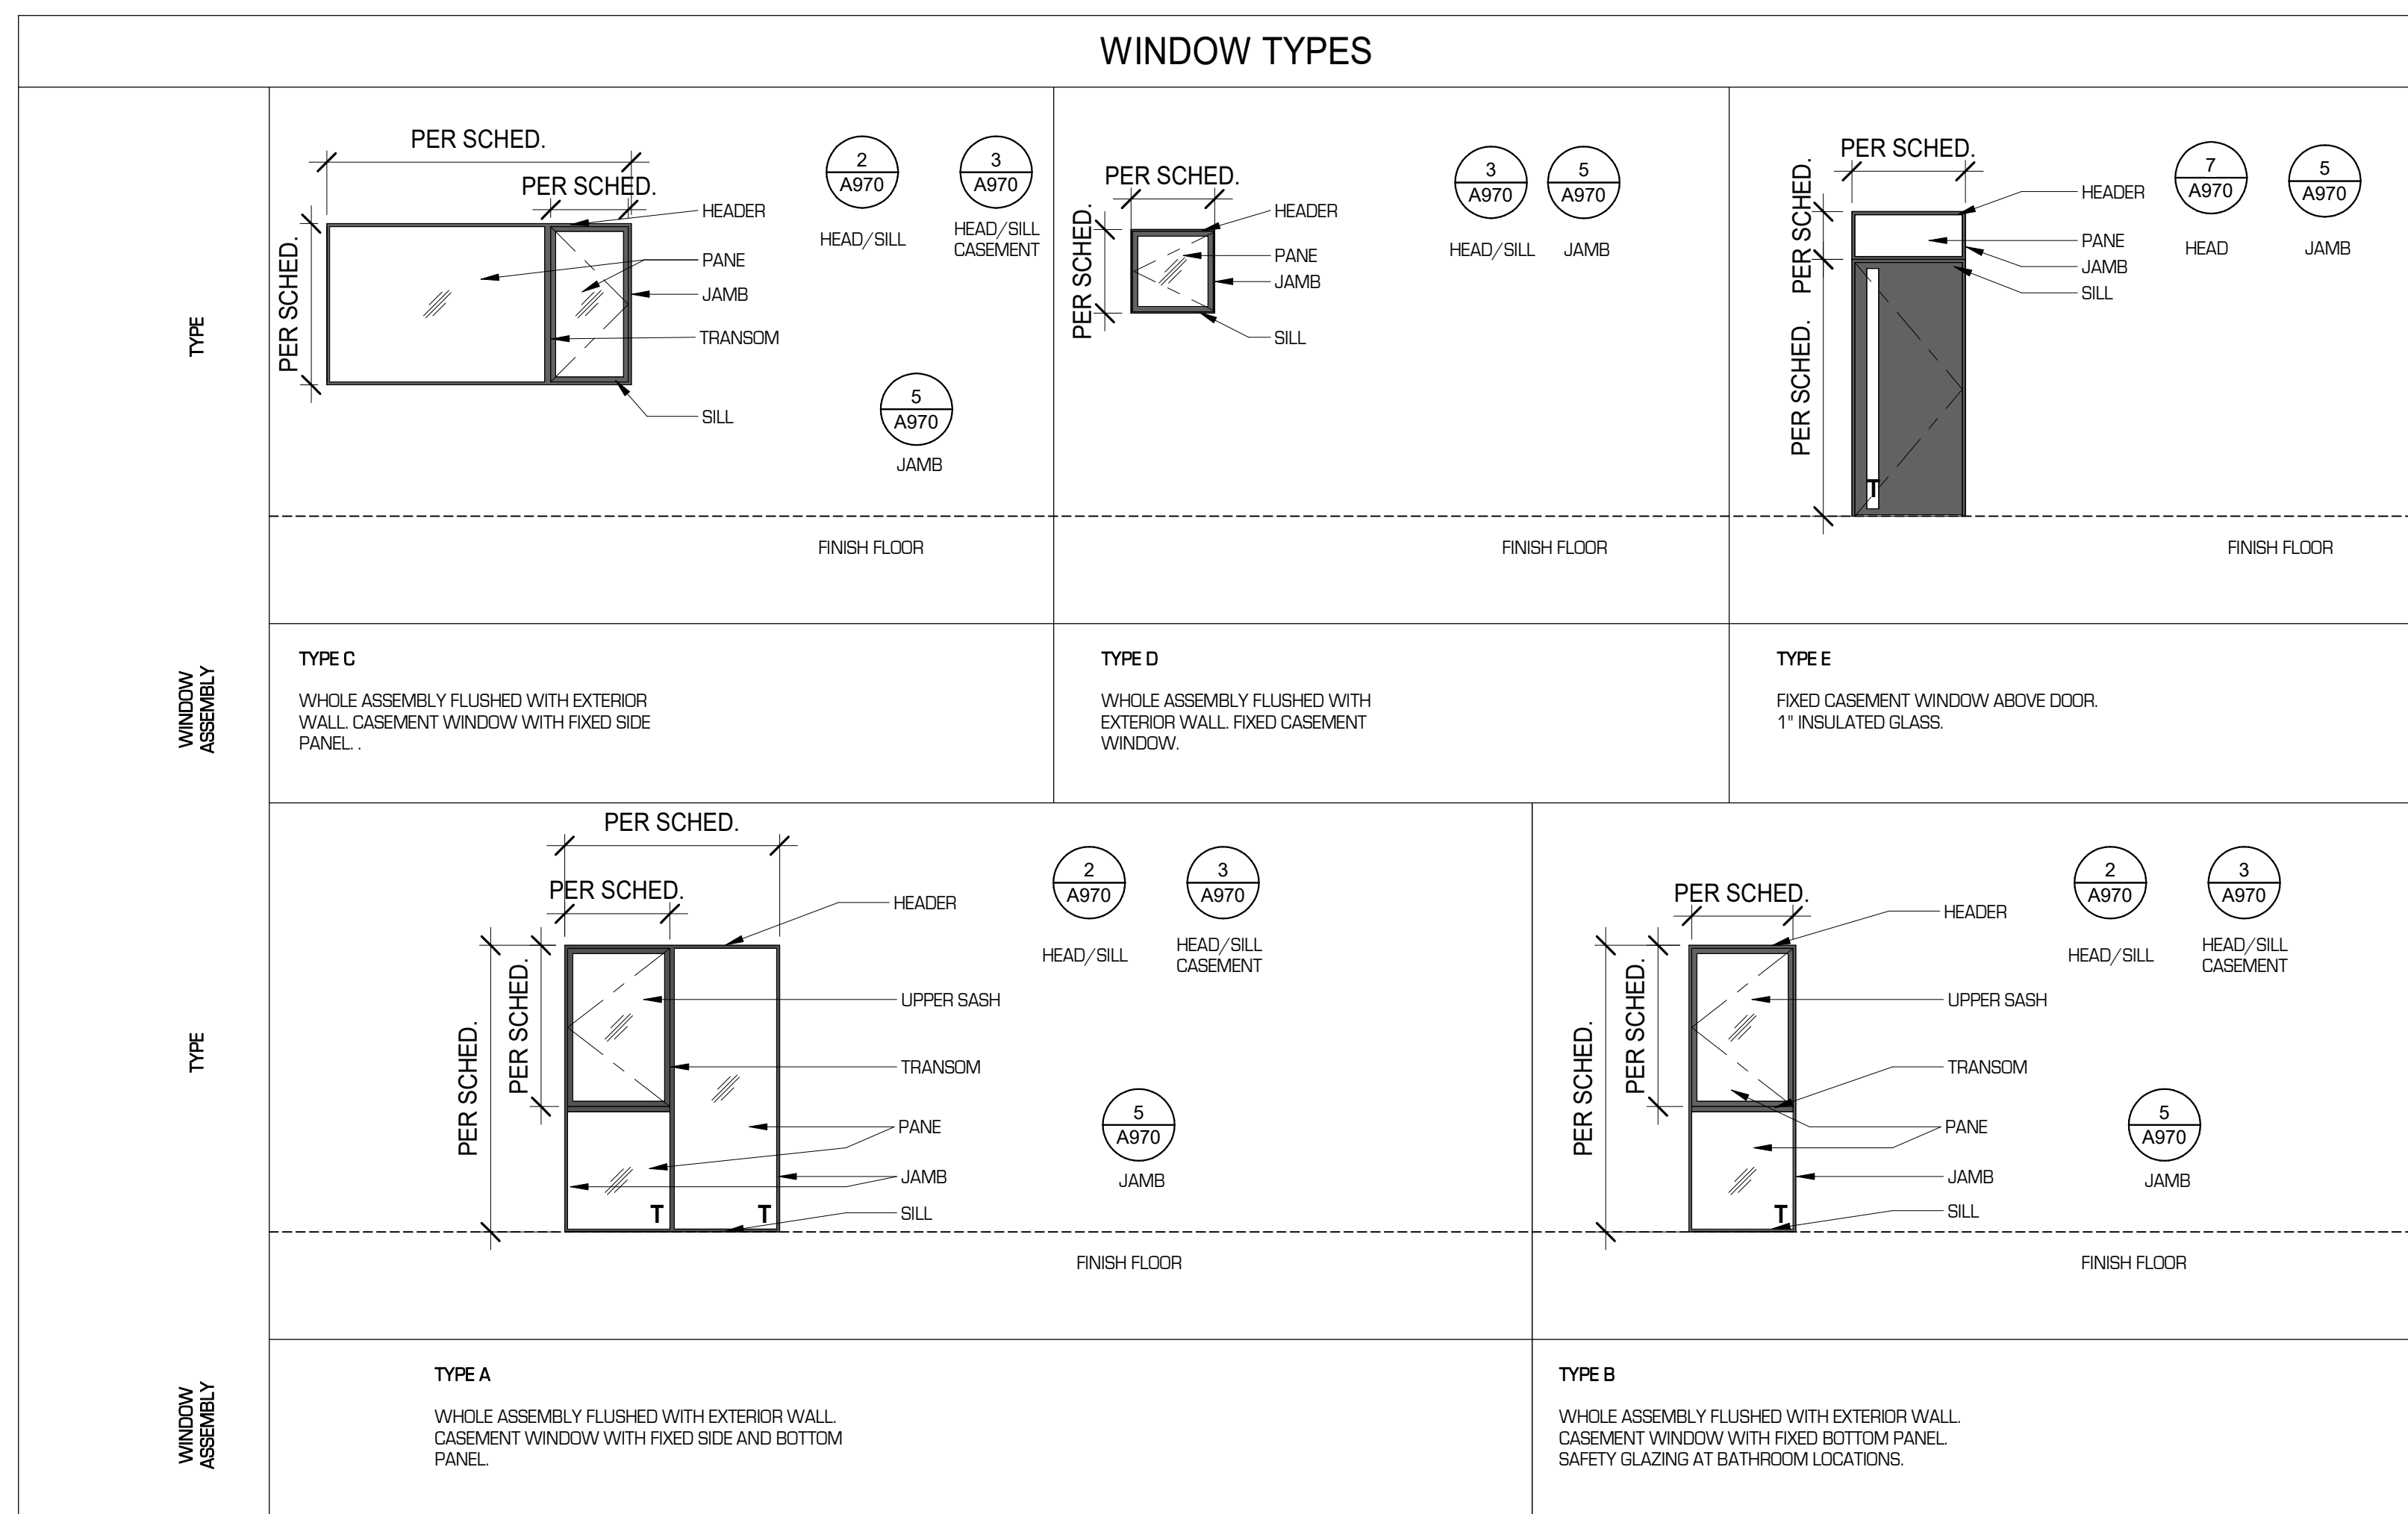 WINDOW TYPES
TYPE
PER SCHED.
PER SCHED.
PER SCHED.
HEADER
PANE
JAMB
TRANSOM
SILL
2
A970
HEAD/SILL
3
A970
HEAD/SILL
CASEMENT
5
A970
JAMB
FINISH FLOOR
PER SCHED.
PER SCHED.
HEADER
PANE
JAMB
SILL
3
A970
HEAD/SILL
5
A970
JAMB
FINISH FLOOR
PER SCHED.
PER SCHED.
PER SCHED.
HEADER
PANE
JAMB
SILL
T
7
A970
HEAD
5
A970
JAMB
FINISH FLOOR
WINDOW
ASSEMBLY
TYPE C
WHOLE ASSEMBLY FLUSHED WITH EXTERIOR
WALL. CASEMENT WINDOW WITH FIXED SIDE
PANEL. .
TYPE D
WHOLE ASSEMBLY FLUSHED WITH
EXTERIOR WALL. FIXED CASEMENT
WINDOW.
TYPE E
FIXED CASEMENT WINDOW ABOVE DOOR.
1" INSULATED GLASS.
TYPE
PER SCHED.
PER SCHED.
PER SCHED.
PER SCHED.
HEADER
UPPER SASH
TRANSOM
PANE
JAMB
SILL
T
T
2
A970
HEAD/SILL
3
A970
HEAD/SILL
CASEMENT
5
A970
JAMB
FINISH FLOOR
PER SCHED.
PER SCHED.
PER SCHED.
HEADER
UPPER SASH
TRANSOM
PANE
JAMB
SILL
T
2
A970
HEAD/SILL
3
A970
HEAD/SILL
CASEMENT
5
A970
JAMB
FINISH FLOOR
WINDOW
ASSEMBLY
TYPE A
WHOLE ASSEMBLY FLUSHED WITH EXTERIOR WALL.
CASEMENT WINDOW WITH FIXED SIDE AND BOTTOM
PANEL.
TYPE B
WHOLE ASSEMBLY FLUSHED WITH EXTERIOR WALL.
CASEMENT WINDOW WITH FIXED BOTTOM PANEL.
SAFETY GLAZING AT BATHROOM LOCATIONS.